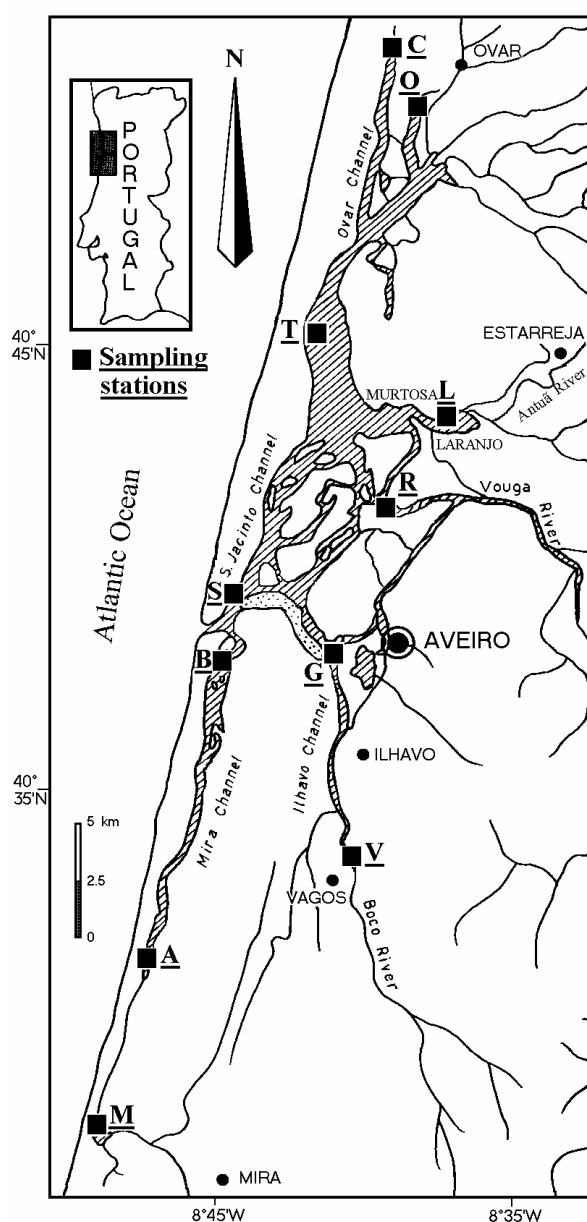 C
OVAR
O
N
PORTUGAL
Ovar Channel
T
40°
45'N
ESTARREJA
Sampling
stations
MURTOSA
L
Antuã River
LARANJO
R
Vouga
River
S. Jacinto Channel
Atlantic Ocean
S
AVEIRO
B
G
Ilhavo Channel
ILHAVO
40°
35'N
Mira Channel
5 km
2.5
0
V
VAGOS
Boco River
A
M
MIRA
8°45'W
8°35'W